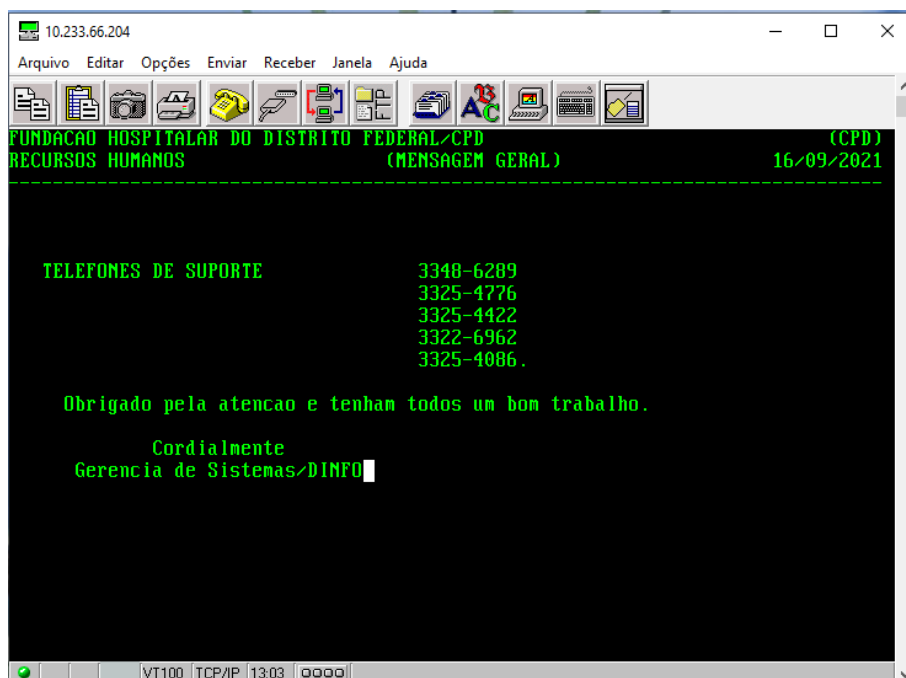 10.233.66.204
Arquivo Editar Opções Enviar Receber Janela Ajuda
FUNDACAO HOSPITALAR DO DISTRITO FEDERAL/CPD (CPD)
RECURSOS HUMANOS (MENSAGEM GERAL) 16/09/2021
TELEFONES DE SUPORTE 3348-6289
3325-4776
3325-4422
3322-6962
3325-4086.
Obrigado pela atencao e tenham todos um bom trabalho.
Cordialmente
Gerencia de Sistemas/DINFO
VT100 TCP/IP 13:03